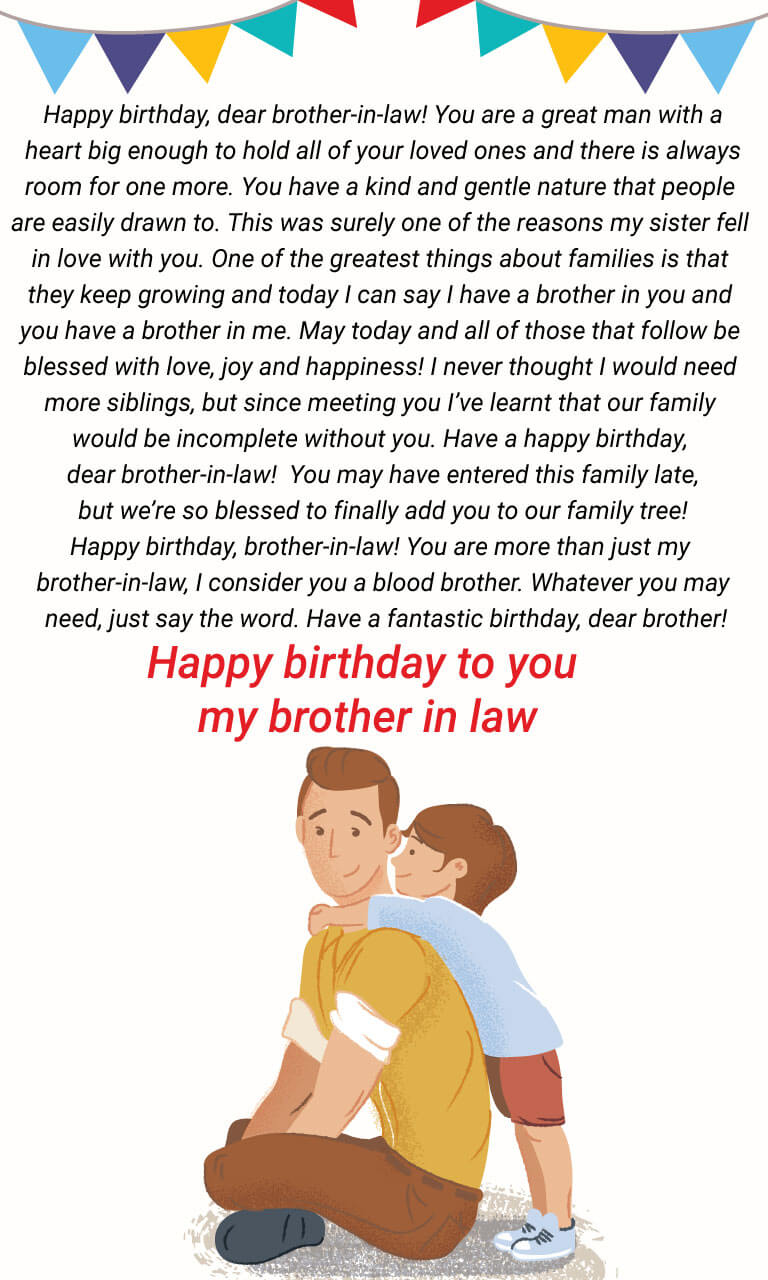 Happy birthday, dear brother-in-law! You are a great man with a
heart big enough to hold all of your loved ones and there is always
room for one more. You have a kind and gentle nature that people
are easily drawn to. This was surely one of the reasons my sister fell
in love with you. One of the greatest things about families is that
they keep growing and today I can say I have a brother in you and
you have a brother in me. May today and all of those that follow be
blessed with love, joy and happiness! I never thought I would need
more siblings, but since meeting you I’ve learnt that our family
would be incomplete without you. Have a happy birthday,
dear brother-in-law!  You may have entered this family late,
but we’re so blessed to finally add you to our family tree!
Happy birthday, brother-in-law! You are more than just my
brother-in-law, I consider you a blood brother. Whatever you may
need, just say the word. Have a fantastic birthday, dear brother!
Happy birthday to you
my brother in law